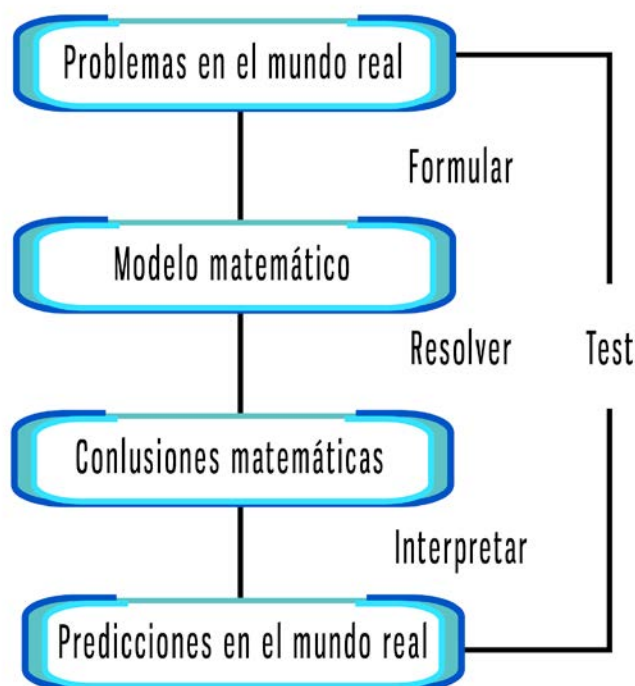 Problemas en el mundo real
Formular
Modelo matemático
Resolver
Test
Conlusiones matemáticas
Interpretar
Predicciones en el mundo real